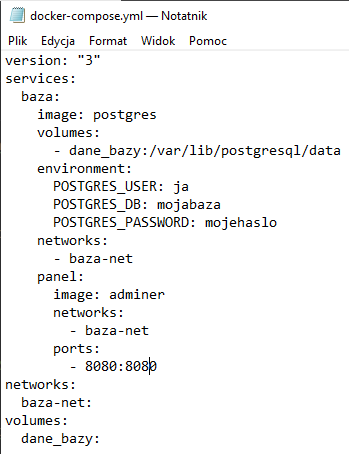 docker-compose.yml — Notatnik
Plik Edycja Format Widok Pomoc
version: "3"
services:
  baza:
    image: postgres
    volumes:
      - dane_bazy:/var/lib/postgresql/data
    environment:
      POSTGRES_USER: ja
      POSTGRES_DB: mojabaza
      POSTGRES_PASSWORD: mojehaslo
    networks:
      - baza-net
    panel:
      image: adminer
      networks:
        - baza-net
      ports:
        - 8080:8080
networks:
  baza-net:
volumes:
  dane_bazy: